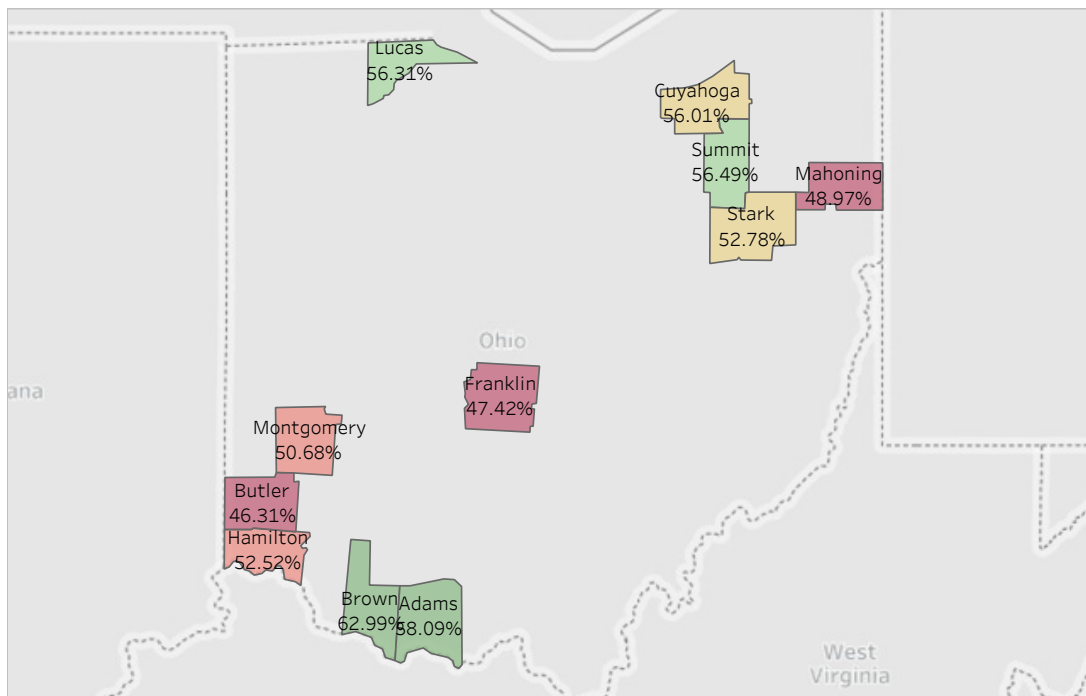 Lucas
56.31%
Cuyahoga
56.01%
Summit
56.49%
Mahoning
48.97%
Stark
52.78%
Ohio
Franklin
47.42%
ana
Montgomery
50.68%
Butler
46.31%
Hamilton
52.52%
Brown
62.99%
Adams
58.09%
West
Virginia